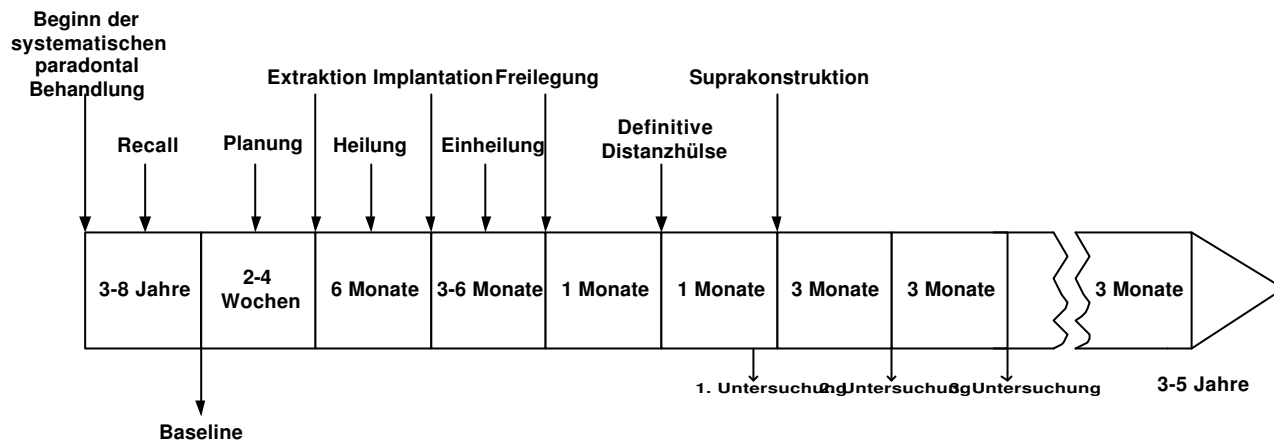 Beginn der
systematischen
paradontal
Behandlung
Extraktion Implantation Freilegung
Suprakonstruktion
Recall
Planung
Heilung
Einheilung
Definitive
Distanzhülse
3-8 Jahre
2-4
Wochen
6 Monate
3-6 Monate
1 Monate
1 Monate
3 Monate
3 Monate
3 Monate
1. Untersuchung
2. Untersuchung
3. Untersuchung
3-5 Jahre
Baseline